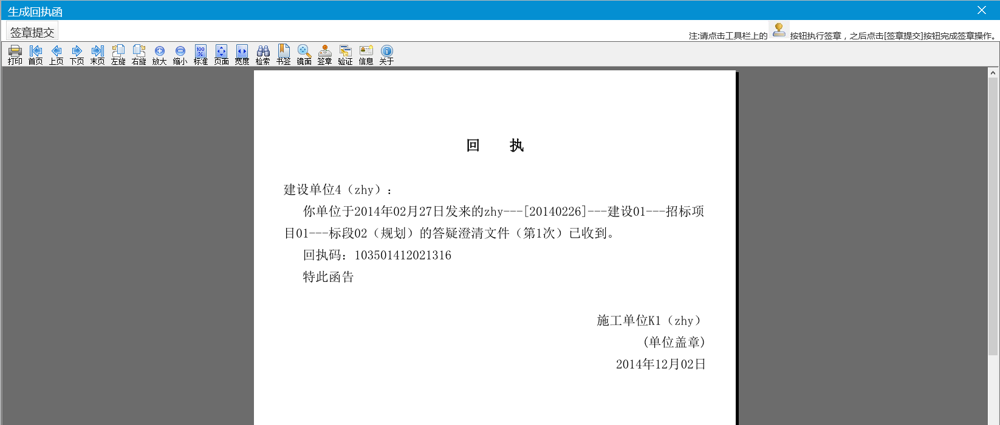 生成回执函
签章提交
注:请点击工具栏上的 按钮执行签章，之后点击[签章提交]按钮完成签章操作。
打印 首页 上页 下页 末页 左旋 右旋 放大 缩小 标准 页面 宽度 检索 书签 镜面 签章 验证 信息 关于
回 执
建设单位4（zhy）：
你单位于2014年02月27日发来的zhy---[20140226]---建设01---招标项
目01---标段02（规划）的答疑澄清文件（第1次）已收到。
回执码：103501412021316
特此函告
施工单位K1（zhy）
(单位盖章)
2014年12月02日